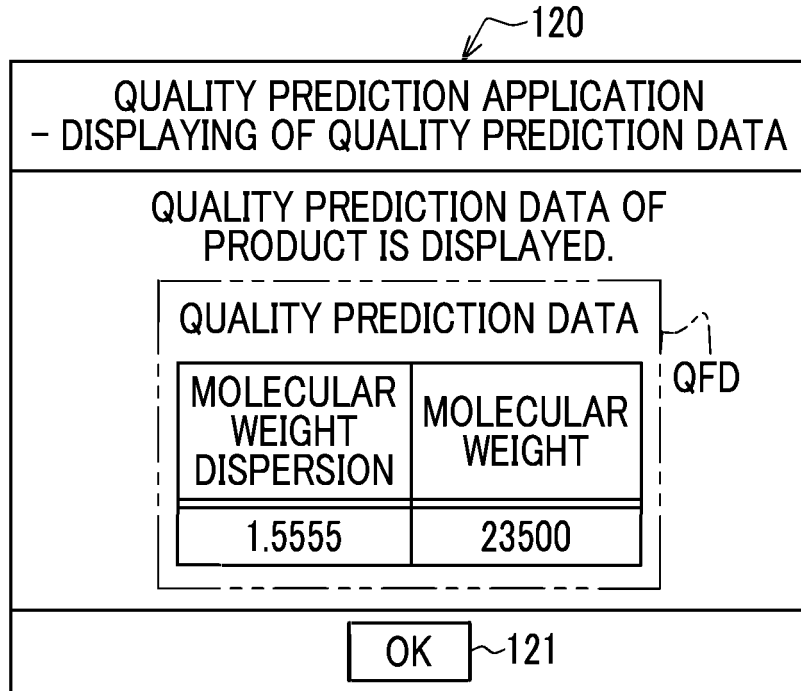 120
QUALITY PREDICTION APPLICATION
– DISPLAYING OF QUALITY PREDICTION DATA
QUALITY PREDICTION DATA OF
PRODUCT IS DISPLAYED.
QUALITY PREDICTION DATA
QFD
MOLECULAR
WEIGHT
DISPERSION
MOLECULAR
WEIGHT
1.5555
23500
OK
121